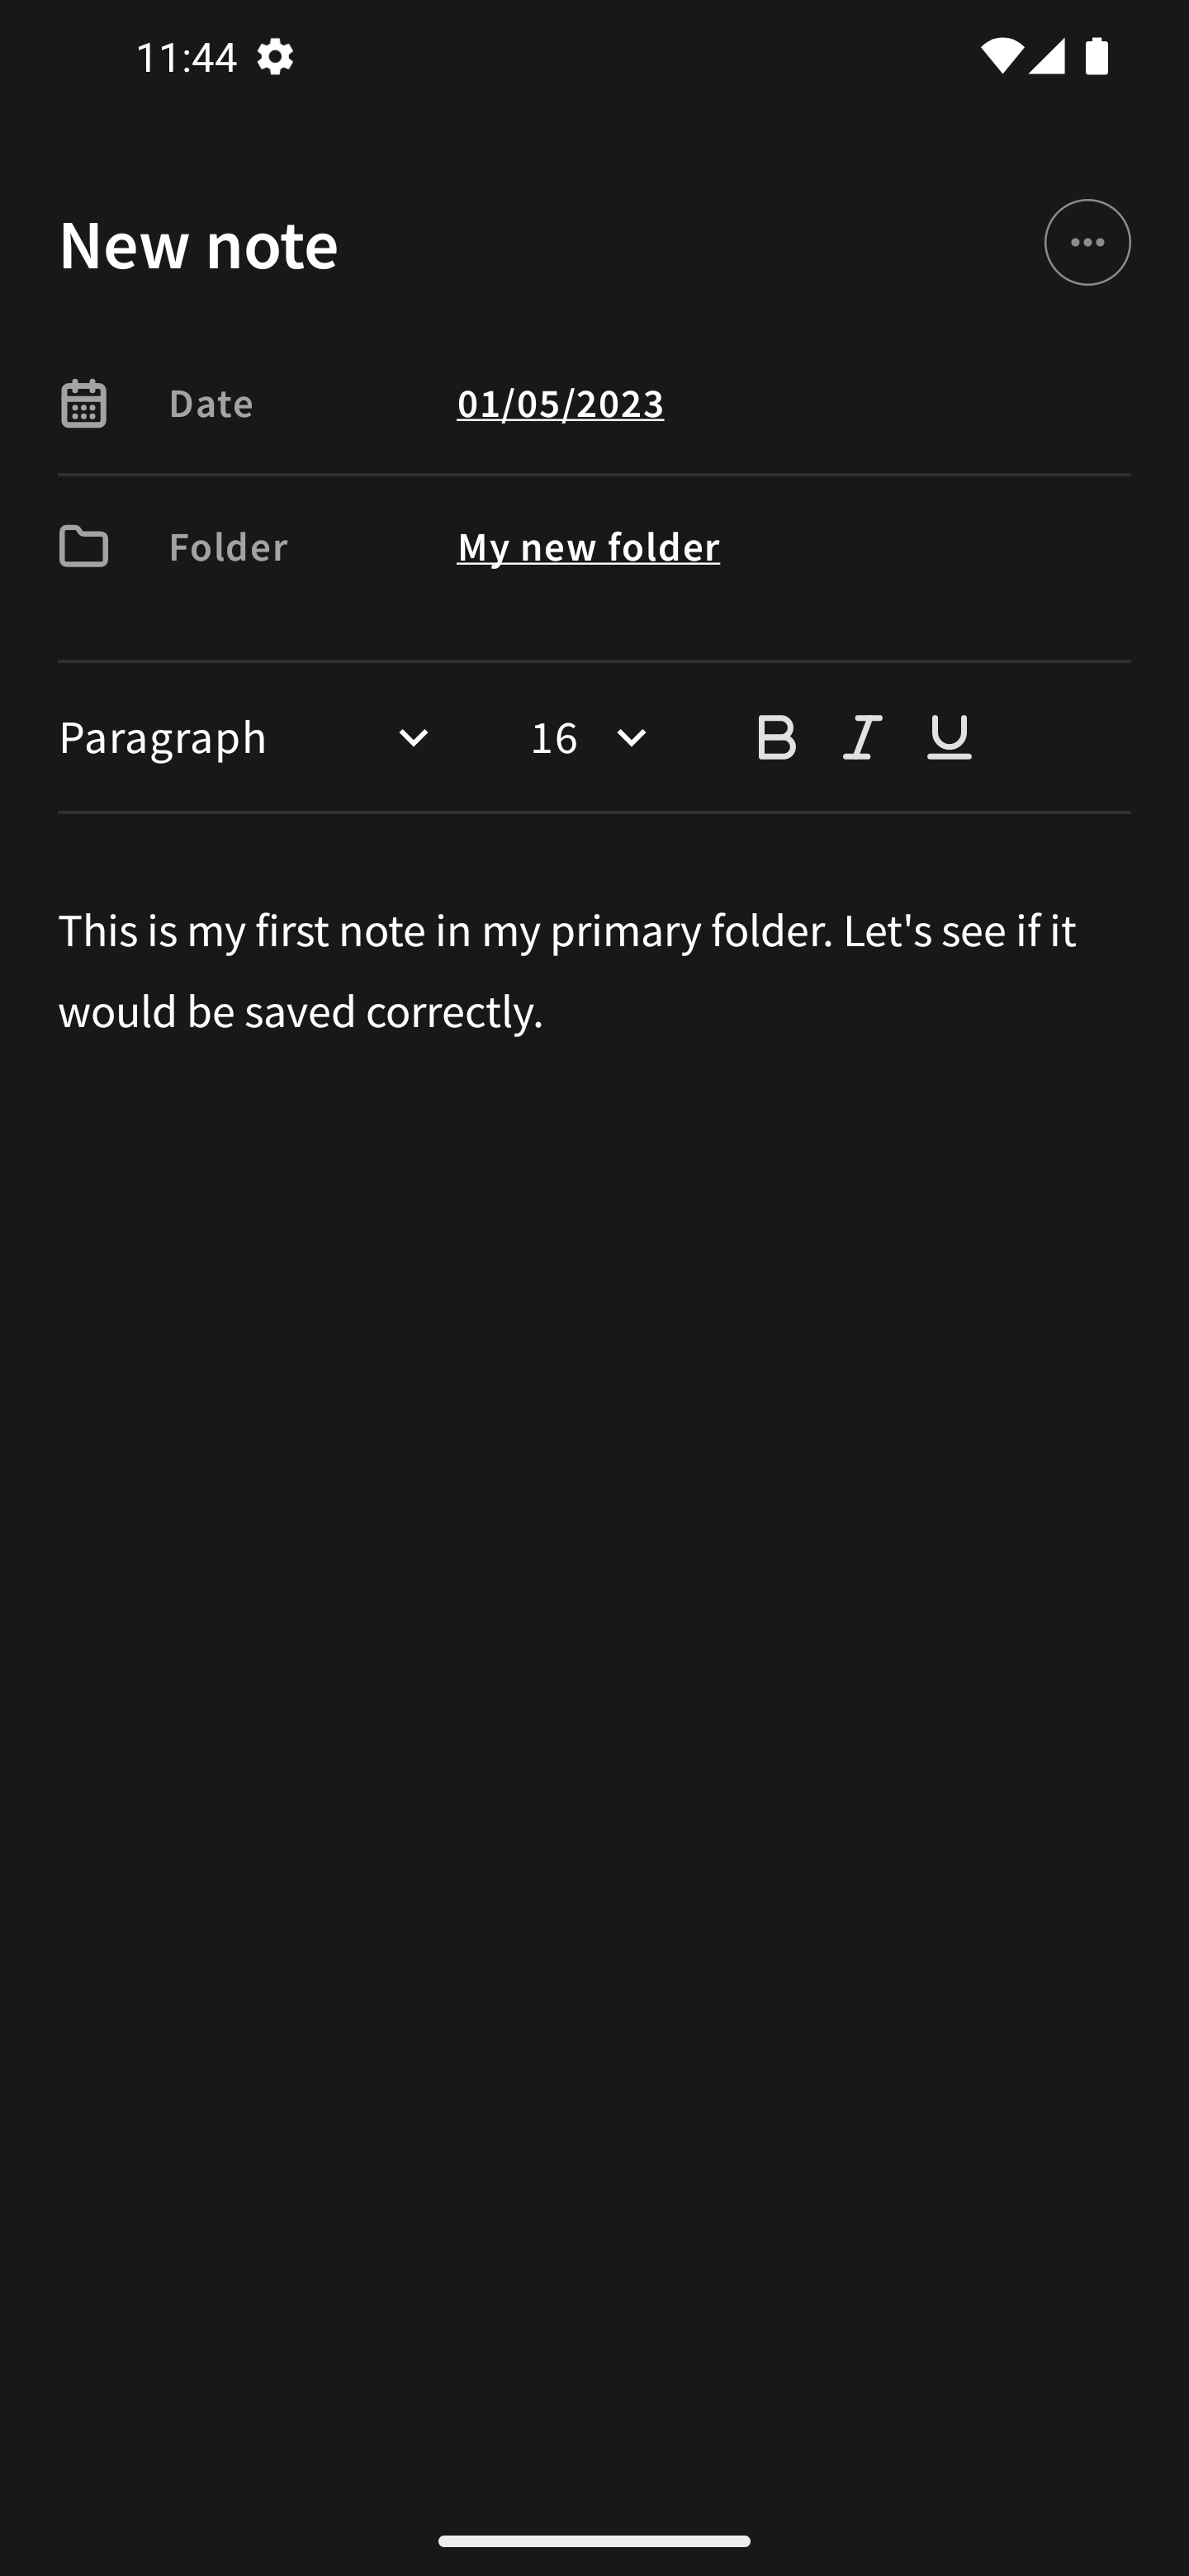 11:44
New note
Date 01/05/2023
Folder My new folder
Paragraph 16 B I U
This is my first note in my primary folder. Let's see if it
would be saved correctly.